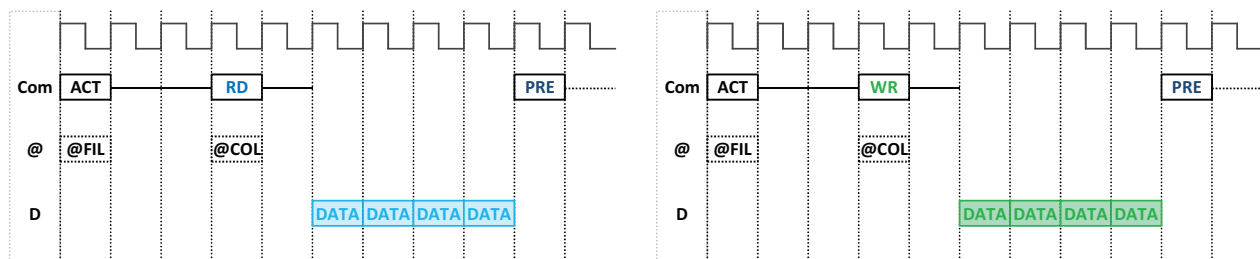 Com ACT RD PRE
@ @FIL @COL
D DATA DATA DATA DATA
Com ACT WR PRE
@ @FIL @COL
D DATA DATA DATA DATA